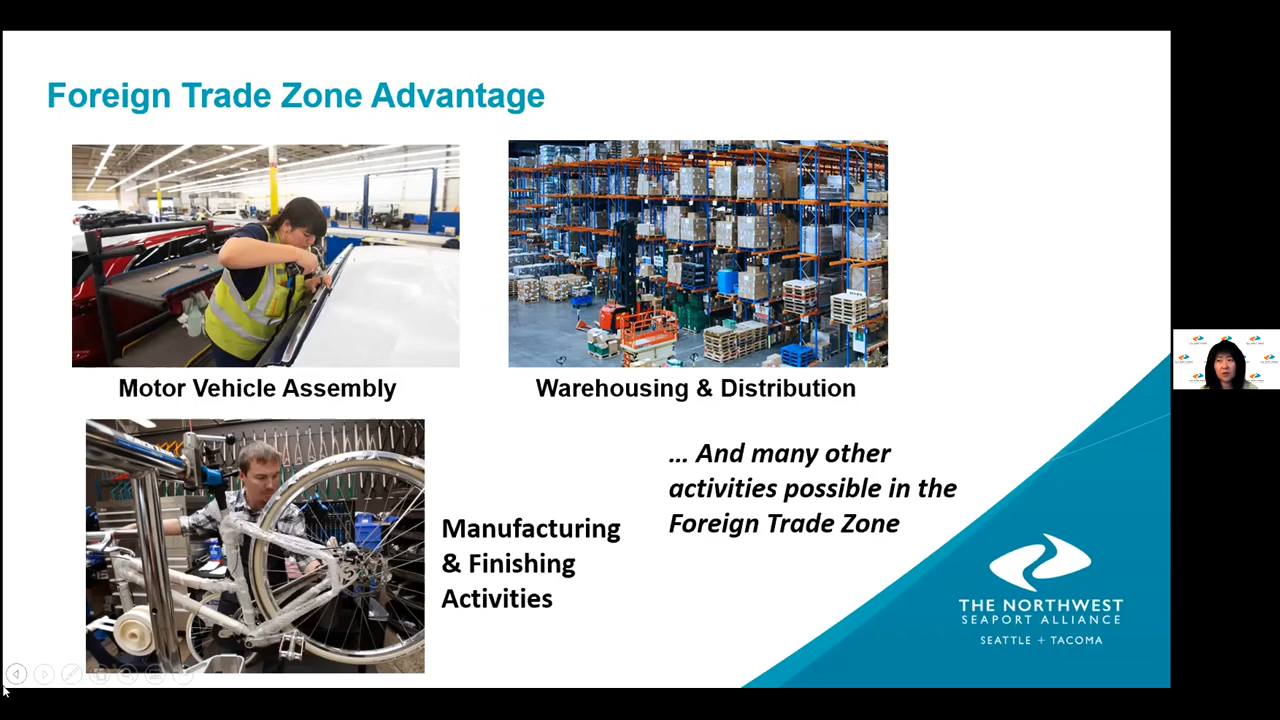 Foreign Trade Zone Advantage
Motor Vehicle Assembly
Warehousing & Distribution
Manufacturing
& Finishing
Activities
... And many other
activities possible in the
Foreign Trade Zone
THE NORTHWEST
SEAPORT ALLIANCE
SEATTLE + TACOMA